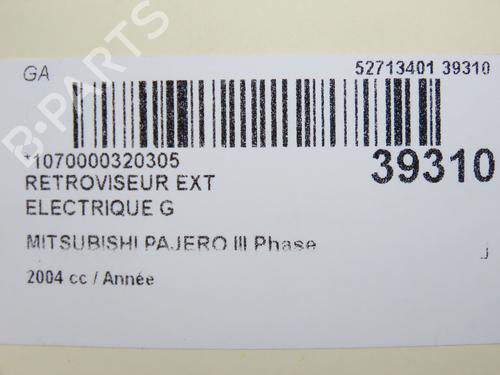 GA
52713401 39310
*1070000320305
39310
RETROVISEUR EXT
ELECTRIQUE G
MITSUBISHI PAJERO III Phase
2004 cc / Année
B-PARTS